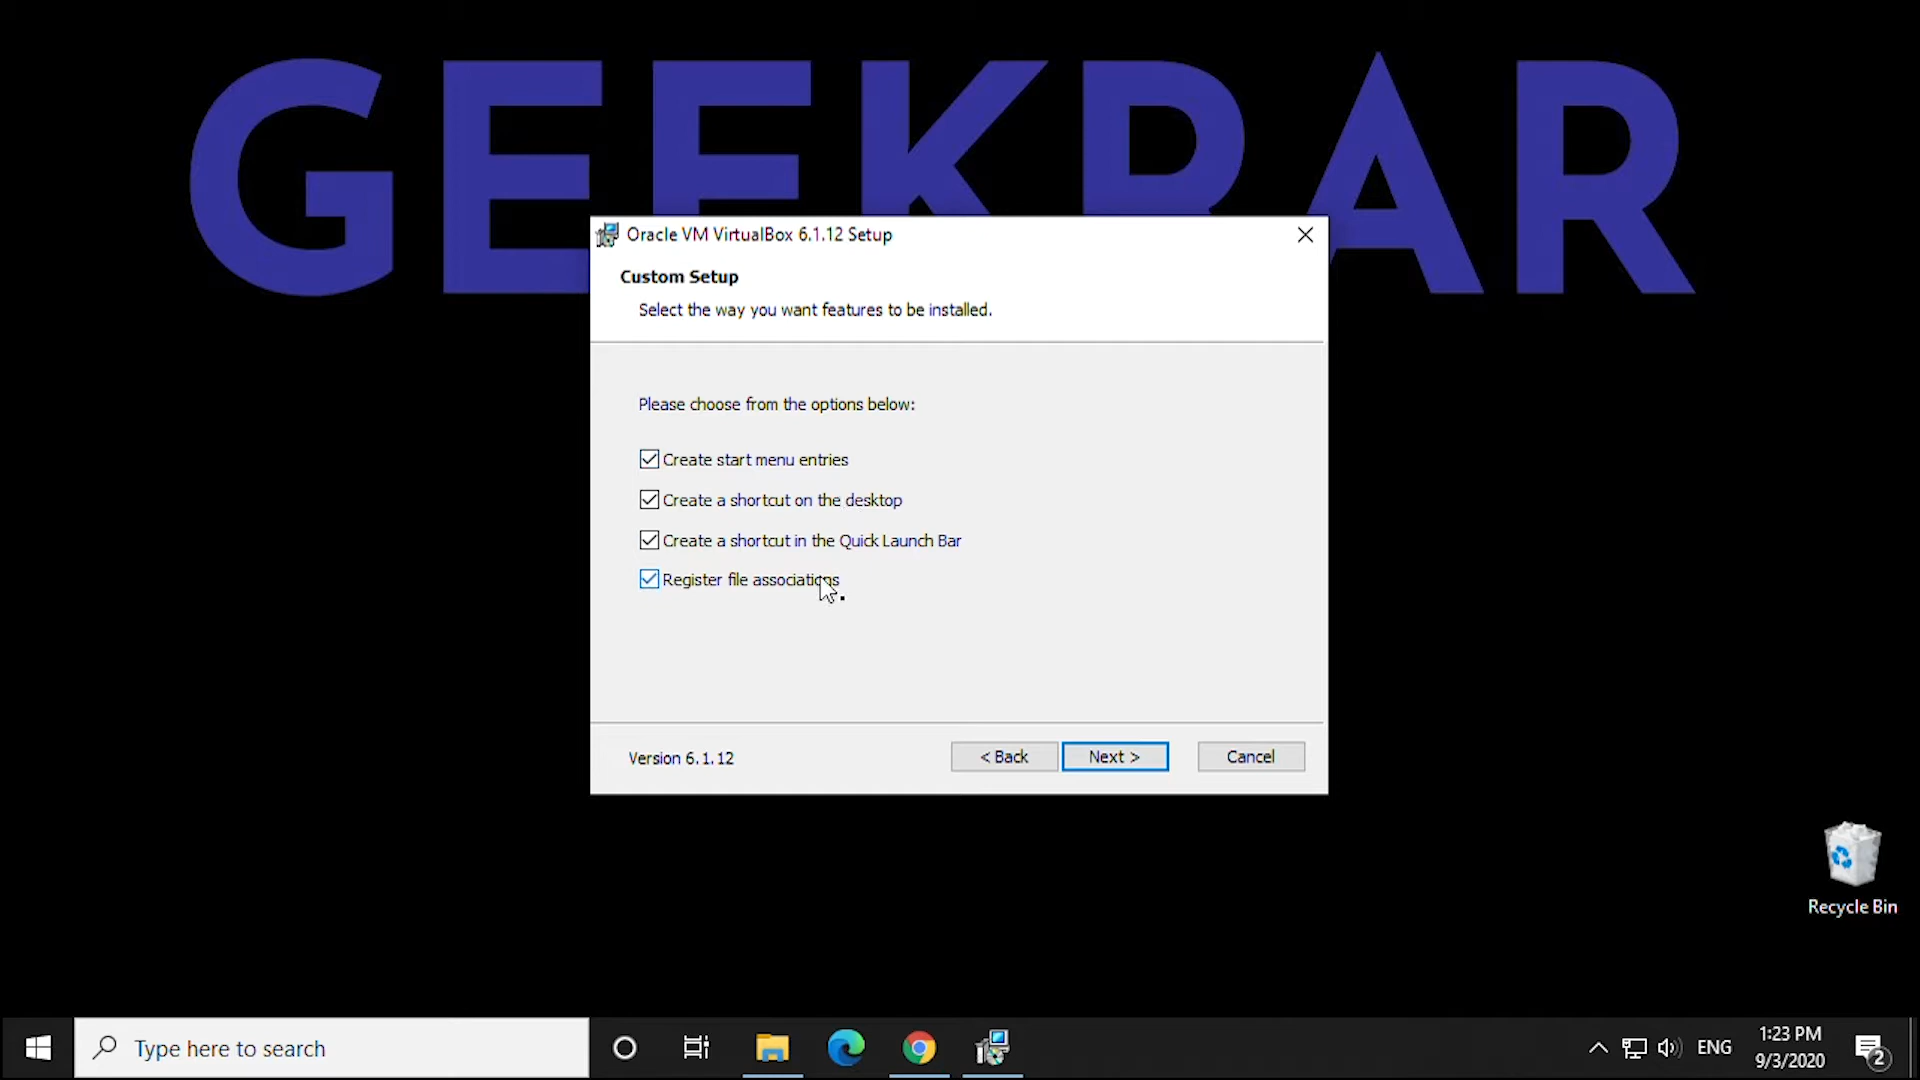 GEEKRAR
Oracle VM VirtualBox 6.1.12 Setup
Custom Setup
Select the way you want features to be installed.
Please choose from the options below:
Create start menu entries
Create a shortcut on the desktop
Create a shortcut in the Quick Launch Bar
Register file associations
Version 6.1.12
< Back
Next >
Cancel
Recycle Bin
Type here to search
ENG
1:23 PM
9/3/2020
2